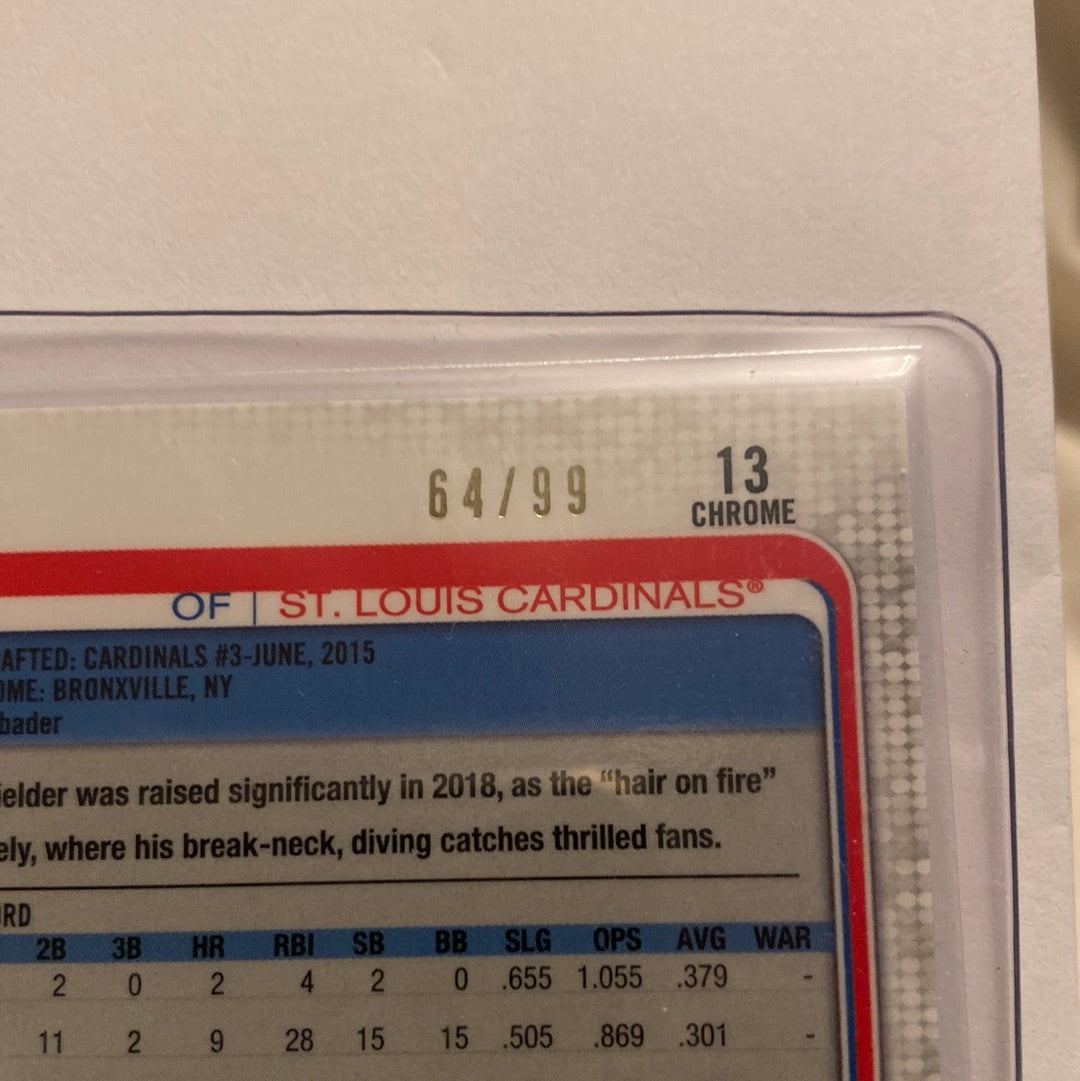 64/99
13
CHROME
OF | ST. LOUIS CARDINALS®
AFTED: CARDINALS #3-JUNE, 2015
OME: BRONXVILLE, NY
bader
ielder was raised significantly in 2018, as the “hair on fire”
ely, where his break-neck, diving catches thrilled fans.
RD
2B 3B HR RBI SB BB SLG OPS AVG WAR
2 0 2 4 2 0 .655 1.055 .379 -
11 2 9 28 15 15 .505 .869 .301 -